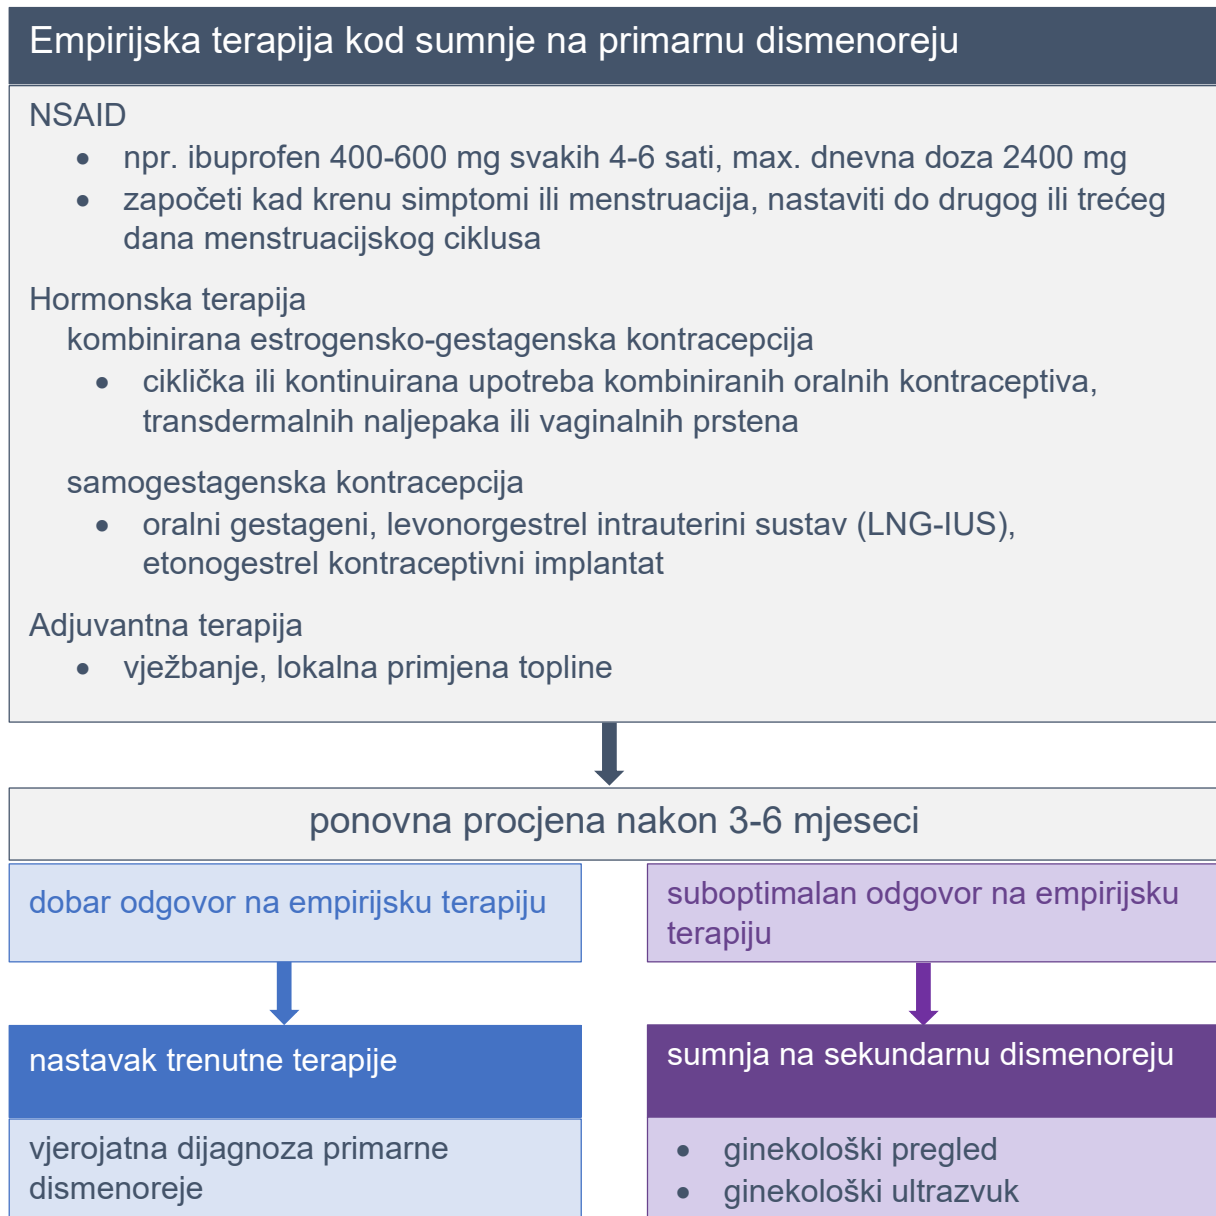 Empirijska terapija kod sumnje na primarnu dismenoreju
NSAID
• npr. ibuprofen 400-600 mg svakih 4-6 sati, max. dnevna doza 2400 mg
• započeti kad krenu simptomi ili menstruacija, nastaviti do drugog ili trećeg
dana menstruacijskog ciklusa
Hormonska terapija
kombinirana estrogensko-gestagenska kontracepcija
• ciklička ili kontinuirana upotreba kombiniranih oralnih kontraceptiva,
transdermalnih naljepaka ili vaginalnih prstena
samogestagenska kontracepcija
• oralni gestageni, levonorgestrel intrauterini sustav (LNG-IUS),
etonogestrel kontraceptivni implantat
Adjuvantna terapija
• vježbanje, lokalna primjena topline
ponovna procjena nakon 3-6 mjeseci
dobar odgovor na empirijsku terapiju
suboptimalan odgovor na empirijsku
terapiju
nastavak trenutne terapije
sumnja na sekundarnu dismenoreju
vjerojatna dijagnoza primarne
dismenoreje
• ginekološki pregled
• ginekološki ultrazvuk